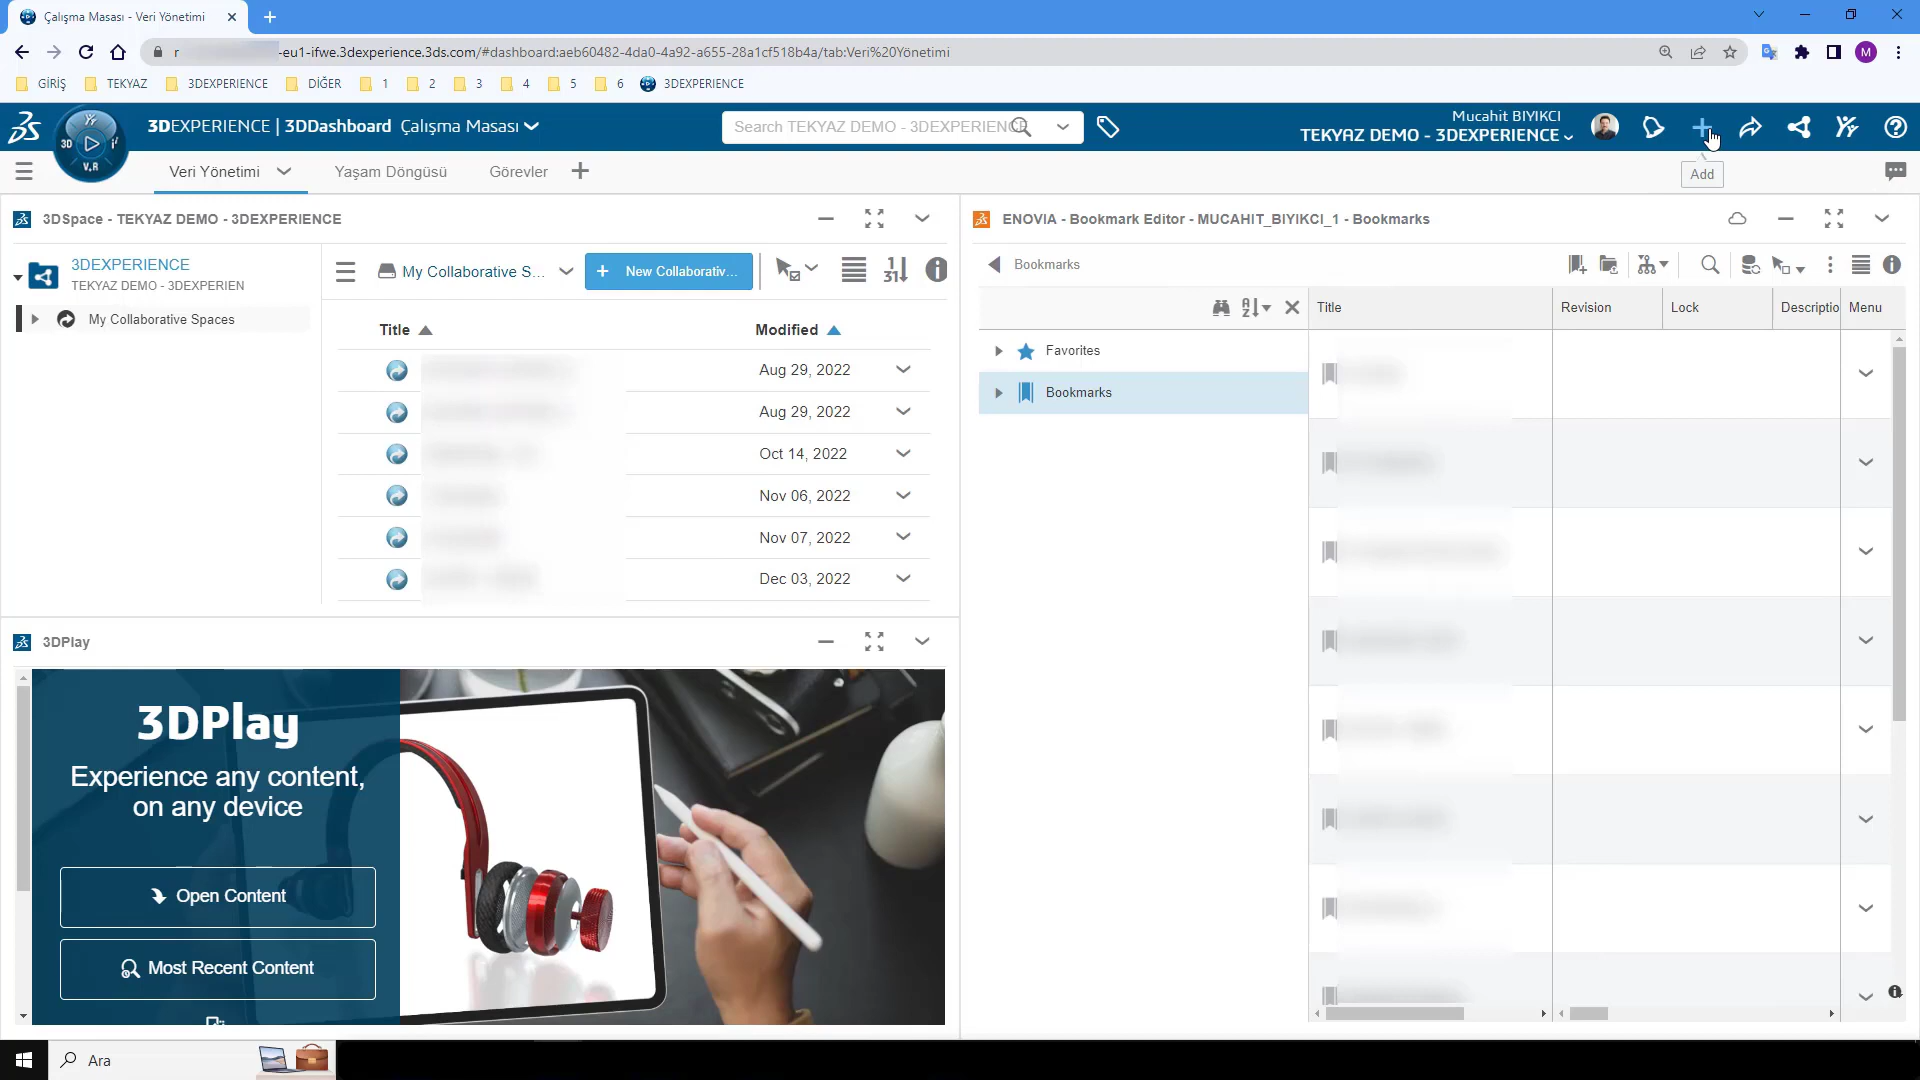 Çalışma Masası - Veri Yönetimi
r -eu1-ifwe.3dexperience.3ds.com/#dashboard:aeb60482-4da0-4a92-a655-28a1cf518b4a/tab:Veri%20Yönetimi
M
GİRİŞ TEKYAZ 3DEXPERIENCE DİĞER 1 2 3 4 5 6 3DEXPERIENCE
3D V.R
3DEXPERIENCE | 3DDashboard Çalışma Masası
Search TEKYAZ DEMO - 3DEXPERIENCE
Mucahit BIYIKCI
TEKYAZ DEMO - 3DEXPERIENCE
Veri Yönetimi Yaşam Döngüsü Görevler
Add
3DSpace - TEKYAZ DEMO - 3DEXPERIENCE
3DEXPERIENCE
TEKYAZ DEMO - 3DEXPERIEN
My Collaborative Spaces
My Collaborative S...
+ New Collaborativ...
Title Modified
Aug 29, 2022
Aug 29, 2022
Oct 14, 2022
Nov 06, 2022
Nov 07, 2022
Dec 03, 2022
3DPlay
3DPlay
Experience any content,
on any device
Open Content
Most Recent Content
ENOVIA - Bookmark Editor - MUCAHIT_BIYIKCI_1 - Bookmarks
Bookmarks
Title Revision Lock Descriptio Menu
Favorites
Bookmarks
Ara